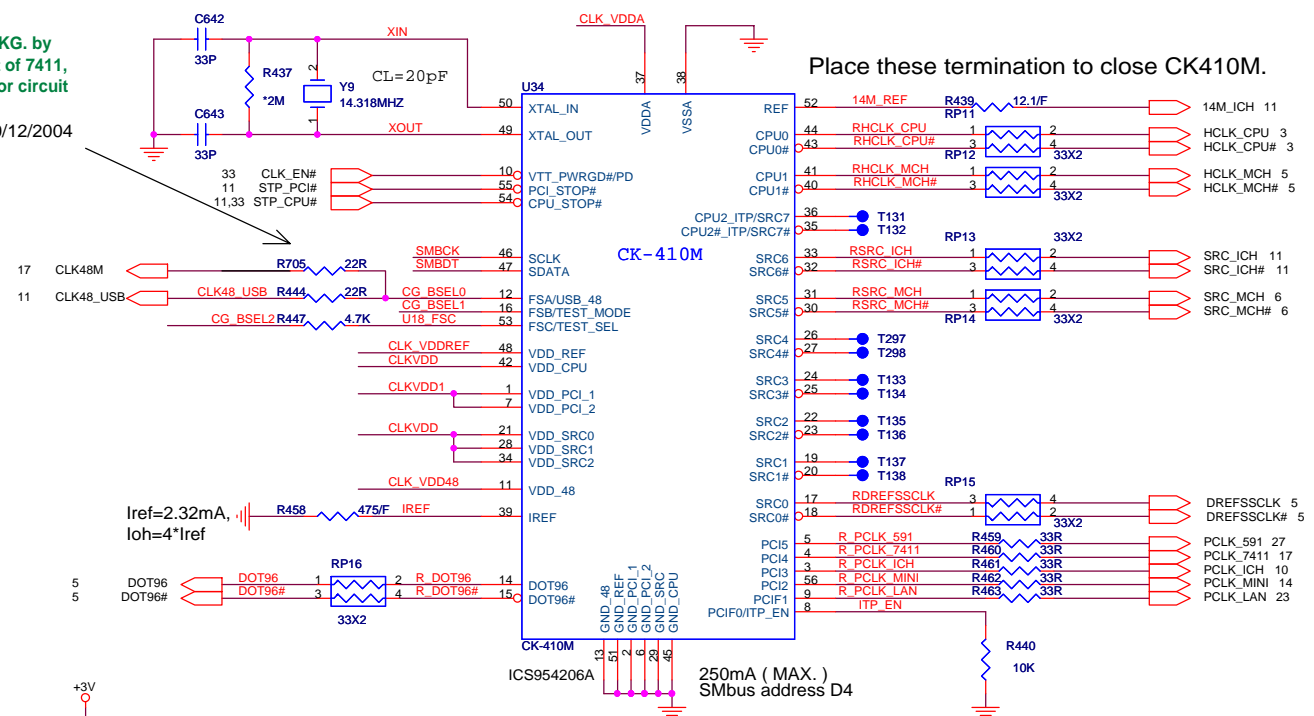 KG. by
of 7411,
or circuit
0/12/2004
C642
33P
C643
33P
R437
*2M
Y9
14.318MHZ
2
1
CL=20pF
XIN
XOUT
CLK_VDDA
37
38
Place these termination to close CK410M.
U34
VDDA
VSSA
50 XTAL_IN
49 XTAL_OUT
33 CLK_EN# 10 VTT_PWRGD#/PD
11 STP_PCI# 55 PCI_STOP#
11,33 STP_CPU# 54 CPU_STOP#
SMBCK 46 SCLK
SMBDT 47 SDATA
17 CLK48M R705 22R
11 CLK48_USB CLK48_USB R444 22R CG_BSEL0 12 FSA/USB_48
CG_BSEL1 16 FSB/TEST_MODE
CG_BSEL2 R447 4.7K U18_FSC 53 FSC/TEST_SEL
CLK_VDDREF 48 VDD_REF
CLKVDD 42 VDD_CPU
CLKVDD1 1 VDD_PCI_1
7 VDD_PCI_2
CLKVDD 21 VDD_SRC0
28 VDD_SRC1
34 VDD_SRC2
CLK_VDD48 11 VDD_48
Iref=2.32mA,
Ioh=4*Iref
R458 475/F IREF 39 IREF
RP16
5 DOT96 DOT96 1 2 R_DOT96 14 DOT96
5 DOT96# DOT96# 3 4 R_DOT96# 15 DOT96#
33X2
CK-410M
REF 52 14M_REF R439 12.1/F 14M_ICH 11
RP11
CPU0 44 RHCLK_CPU 1 2 HCLK_CPU 3
CPU0# 43 RHCLK_CPU# 3 4 HCLK_CPU# 3
RP12 33X2
CPU1 41 RHCLK_MCH 1 2 HCLK_MCH 5
CPU1# 40 RHCLK_MCH# 3 4 HCLK_MCH# 5
33X2
CPU2_ITP/SRC7 36 T131
CPU2#_ITP/SRC7# 35 T132
RP13 33X2
SRC6 33 RSRC_ICH 1 2 SRC_ICH 11
SRC6# 32 RSRC_ICH# 3 4 SRC_ICH# 11
SRC5 31 RSRC_MCH 1 2 SRC_MCH 6
SRC5# 30 RSRC_MCH# 3 4 SRC_MCH# 6
RP14 33X2
SRC4 26 T297
SRC4# 27 T298
SRC3 24 T133
SRC3# 25 T134
SRC2 22 T135
SRC2# 23 T136
SRC1 19 T137
SRC1# 20 T138
RP15
SRC0 17 RDREFSSCLK 3 4 DREFSSCLK 5
SRC0# 18 RDREFSSCLK# 1 2 DREFSSCLK# 5
33X2
PCI5 5 R_PCLK_591 R459 33R PCLK_591 27
PCI4 4 R_PCLK_7411 R460 33R PCLK_7411 17
PCI3 3 R_PCLK_ICH R461 33R PCLK_ICH 10
PCI2 56 R_PCLK_MINI R462 33R PCLK_MINI 14
PCIF1 9 R_PCLK_LAN R463 33R PCLK_LAN 23
PCIF0/ITP_EN 8 ITP_EN
R440
10K
GND_48
GND_REF
GND_PCI_1
GND_PCI_2
GND_SRC
GND_CPU
CK-410M
13 51 2 6 29 45
ICS954206A
250mA ( MAX. )
SMbus address D4
+3V